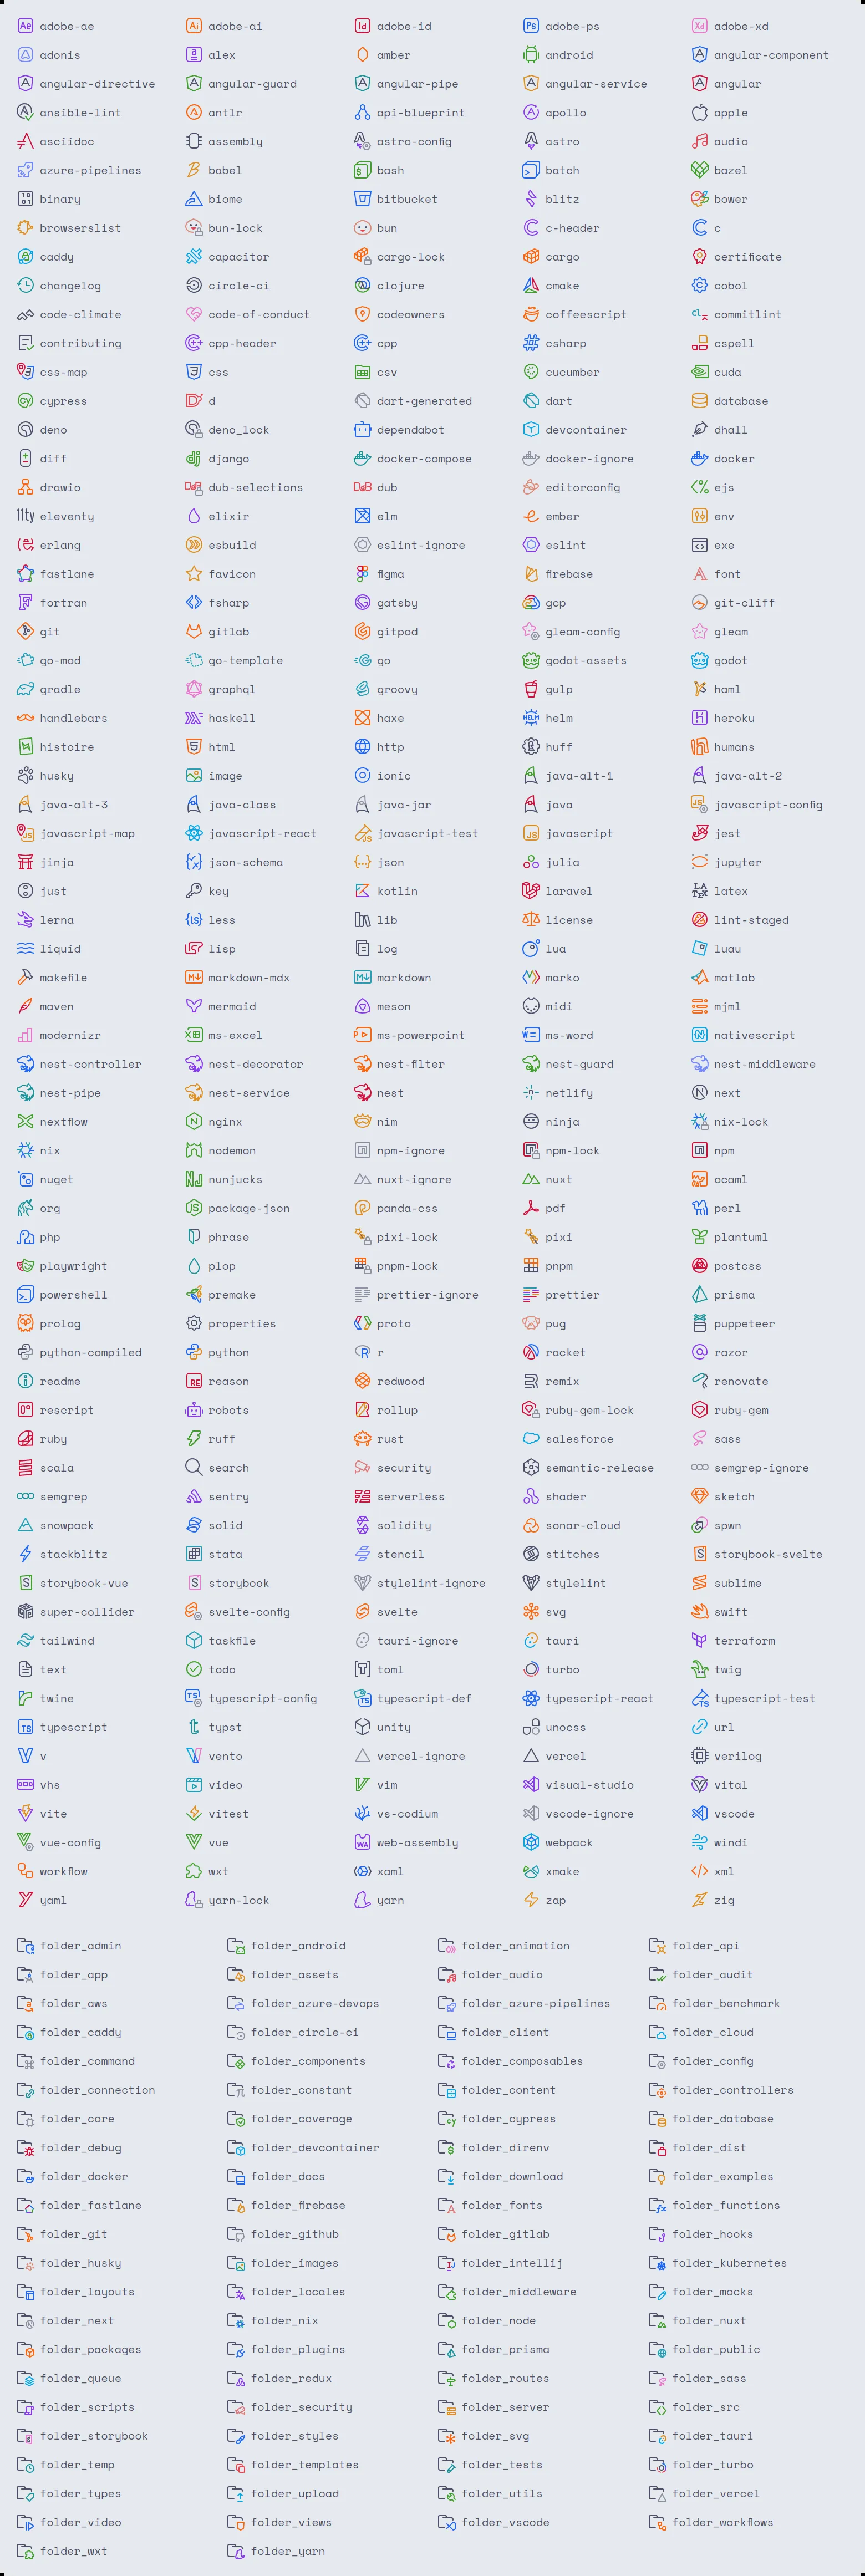 adobe-ae adobe-ai adobe-id adobe-ps adobe-xd
adonis alex amber android angular-component
angular-directive angular-guard angular-pipe angular-service angular
ansible-lint antlr api-blueprint apollo apple
asciidoc assembly astro-config astro audio
azure-pipelines babel bash batch bazel
binary biome bitbucket blitz bower
browserslist bun-lock bun c-header c
caddy capacitor cargo-lock cargo certificate
changelog circle-ci clojure cmake cobol
code-climate code-of-conduct codeowners coffeescript commitlint
contributing cpp-header cpp csharp cspell
css-map css csv cucumber cuda
cypress d dart-generated dart database
deno deno_lock dependabot devcontainer dhall
diff django docker-compose docker-ignore docker
drawio dub-selections dub editorconfig ejs
eleventy elixir elm ember env
erlang esbuild eslint-ignore eslint exe
fastlane favicon figma firebase font
fortran fsharp gatsby gcp git-cliff
git gitlab gitpod gleam-config gleam
go-mod go-template go godot-assets godot
gradle graphql groovy gulp haml
handlebars haskell haxe helm heroku
histoire html http huff humans
husky image ionic java-alt-1 java-alt-2
java-alt-3 java-class java-jar java javascript-config
javascript-map javascript-react javascript-test javascript jest
jinja json-schema json julia jupyter
just key kotlin laravel latex
lerna less lib license lint-staged
liquid lisp log lua luau
makefile markdown-mdx markdown marko matlab
maven mermaid meson midi mjml
modernizr ms-excel ms-powerpoint ms-word nativescript
nest-controller nest-decorator nest-filter nest-guard nest-middleware
nest-pipe nest-service nest netlify next
nextflow nginx nim ninja nix-lock
nix nodemon npm-ignore npm-lock npm
nuget nunjucks nuxt-ignore nuxt ocaml
org package-json panda-css pdf perl
php phrase pixi-lock pixi plantuml
playwright plop pnpm-lock pnpm postcss
powershell premake prettier-ignore prettier prisma
prolog properties proto pug puppeteer
python-compiled python r racket razor
readme reason redwood remix renovate
rescript robots rollup ruby-gem-lock ruby-gem
ruby ruff rust salesforce sass
scala search security semantic-release semgrep-ignore
semgrep sentry serverless shader sketch
snowpack solid solidity sonar-cloud spwn
stackblitz stata stencil stitches storybook-svelte
storybook-vue storybook stylelint-ignore stylelint sublime
super-collider svelte-config svelte svg swift
tailwind taskfile tauri-ignore tauri terraform
text todo toml turbo twig
twine typescript-config typescript-def typescript-react typescript-test
typescript typst unity unocss url
v vento vercel-ignore vercel verilog
vhs video vim visual-studio vital
vite vitest vs-codium vscode-ignore vscode
vue-config vue web-assembly webpack windi
workflow wxt xaml xmake xml
yaml yarn-lock yarn zap zig
folder_admin folder_android folder_animation folder_api
folder_app folder_assets folder_audio folder_audit
folder_aws folder_azure-devops folder_azure-pipelines folder_benchmark
folder_caddy folder_circle-ci folder_client folder_cloud
folder_command folder_components folder_composables folder_config
folder_connection folder_constant folder_content folder_controllers
folder_core folder_coverage folder_cypress folder_database
folder_debug folder_devcontainer folder_direnv folder_dist
folder_docker folder_docs folder_download folder_examples
folder_fastlane folder_firebase folder_fonts folder_functions
folder_git folder_github folder_gitlab folder_hooks
folder_husky folder_images folder_intellij folder_kubernetes
folder_layouts folder_locales folder_middleware folder_mocks
folder_next folder_nix folder_node folder_nuxt
folder_packages folder_plugins folder_prisma folder_public
folder_queue folder_redux folder_routes folder_sass
folder_scripts folder_security folder_server folder_src
folder_storybook folder_styles folder_svg folder_tauri
folder_temp folder_templates folder_tests folder_turbo
folder_types folder_upload folder_utils folder_vercel
folder_video folder_views folder_vscode folder_workflows
folder_wxt folder_yarn